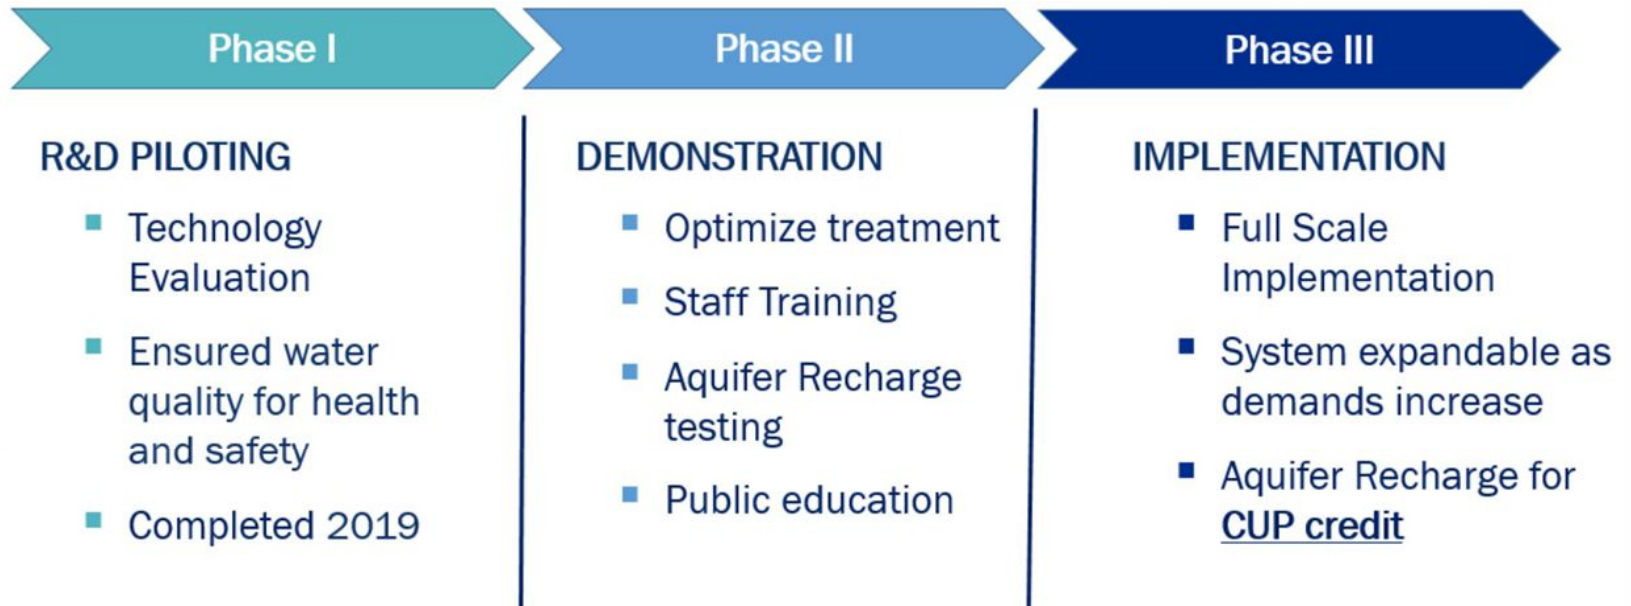 Phase I
Phase II
Phase III
R&D PILOTING
Technology
Evaluation
Ensured water
quality for health
and safety
Completed 2019
DEMONSTRATION
Optimize treatment
Staff Training
Aquifer Recharge
testing
Public education
IMPLEMENTATION
Full Scale
Implementation
System expandable as
demands increase
Aquifer Recharge for
CUP credit